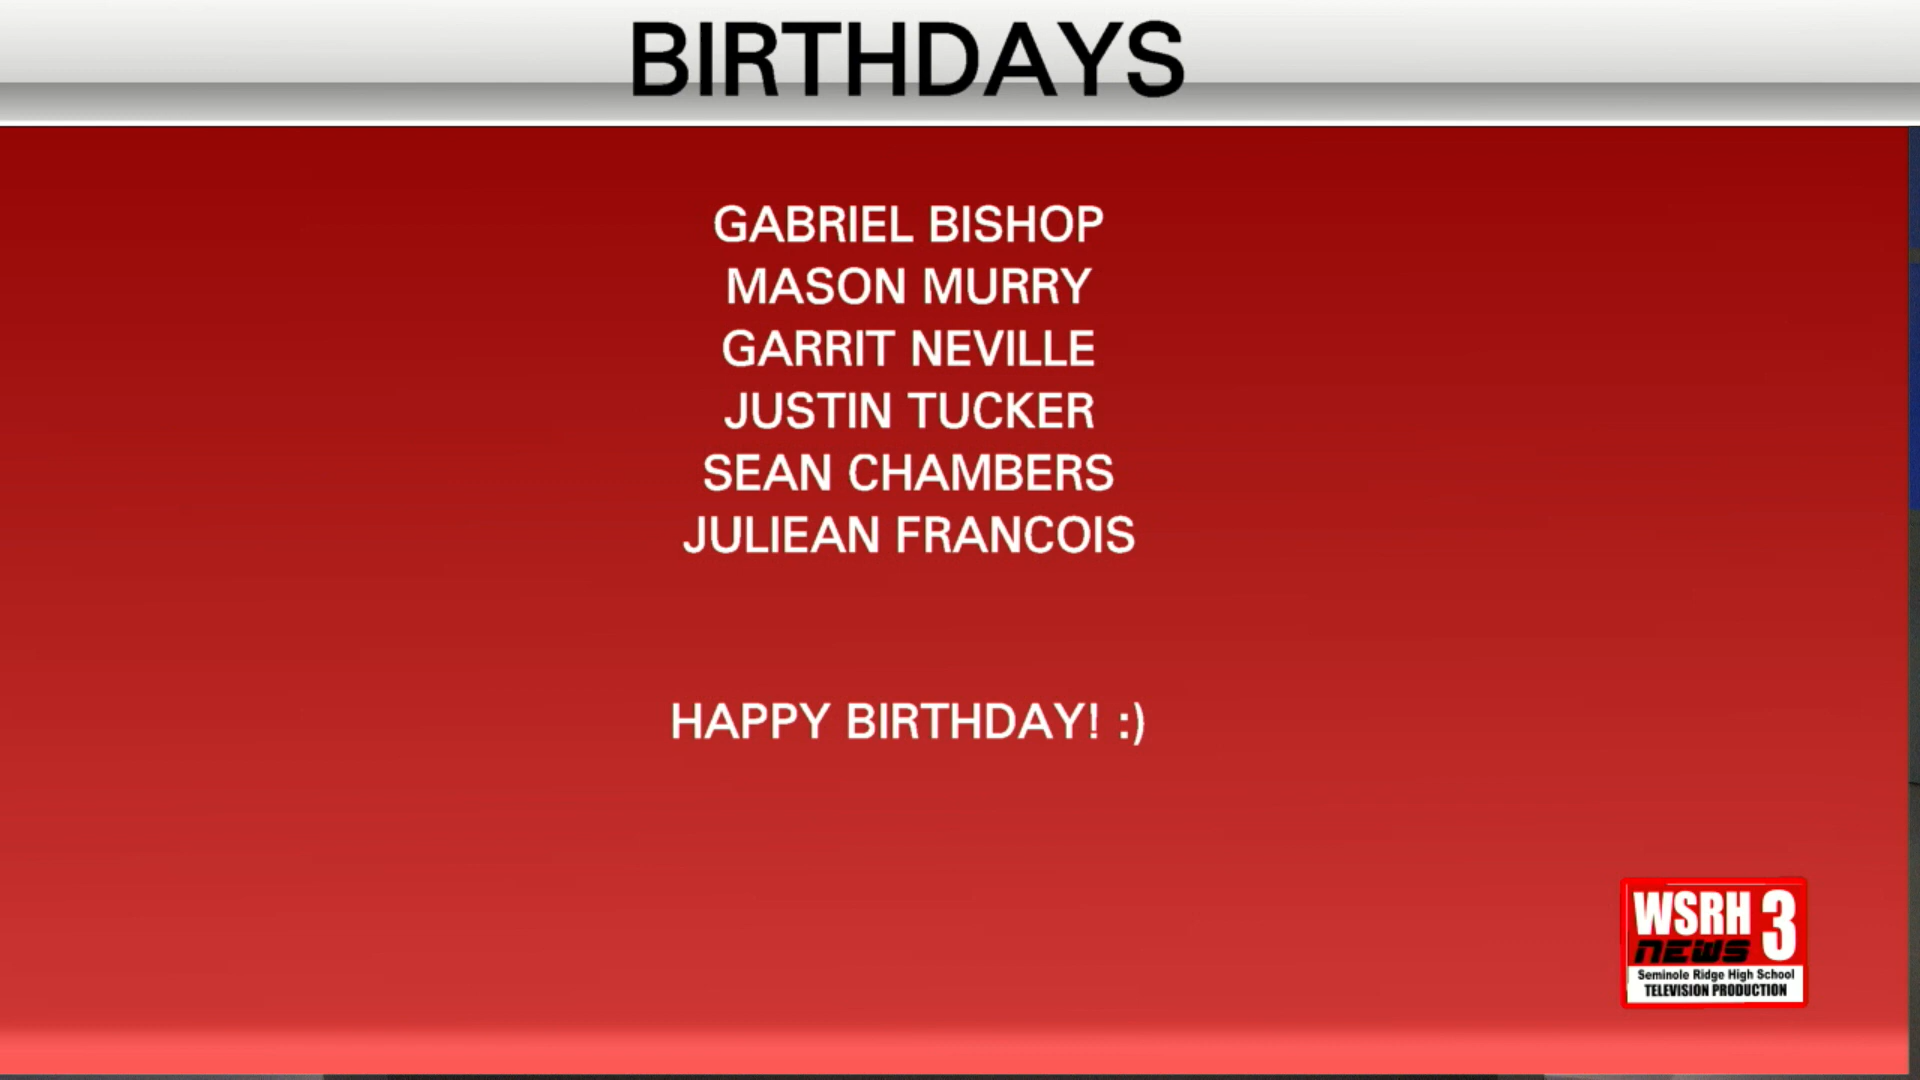 BIRTHDAYS
GABRIEL BISHOP
MASON MURRY
GARRIT NEVILLE
JUSTIN TUCKER
SEAN CHAMBERS
JULIEAN FRANCOIS
HAPPY BIRTHDAY! :)
WSRH 3
NEWS
Seminole Ridge High School
TELEVISION PRODUCTION